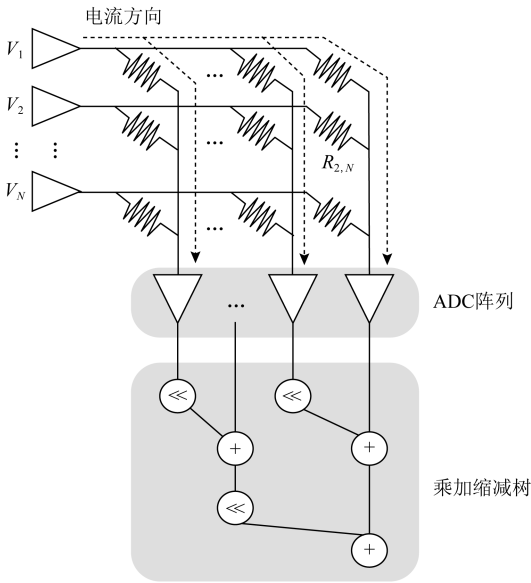 电流方向
V1
...
V2
...
R2, N
⋮ ⋮
VN
...
...
ADC阵列
≪ ≪
+ +
≪
乘加缩减树
+